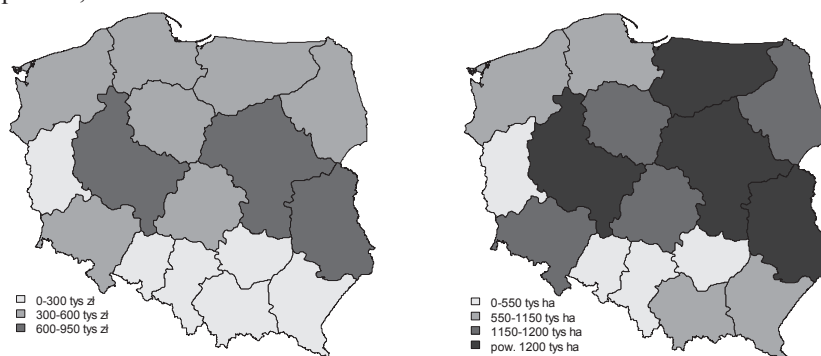 0-300 tys zł
300-600 tys zł
600-950 tys zł
0-550 tys ha
550-1150 tys ha
1150-1200 tys ha
pow. 1200 tys ha